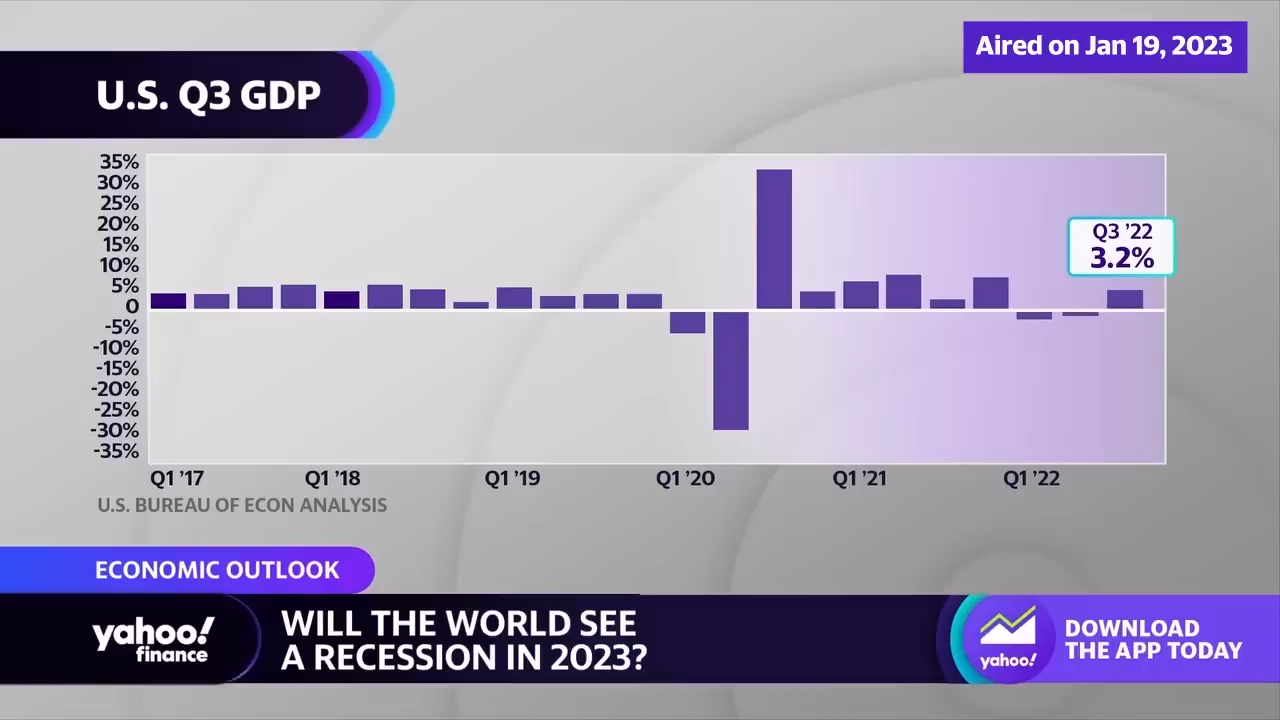 Aired on Jan 19, 2023
U.S. Q3 GDP
35%
30%
25%
20%
15%
10%
5%
0
-5%
-10%
-15%
-20%
-25%
-30%
-35%
Q3 ’22
3.2%
Q1 ’17 Q1 ’18 Q1 ’19 Q1 ’20 Q1 ’21 Q1 ’22
U.S. BUREAU OF ECON ANALYSIS
ECONOMIC OUTLOOK
yahoo!
finance
WILL THE WORLD SEE
A RECESSION IN 2023?
yahoo!
DOWNLOAD
THE APP TODAY